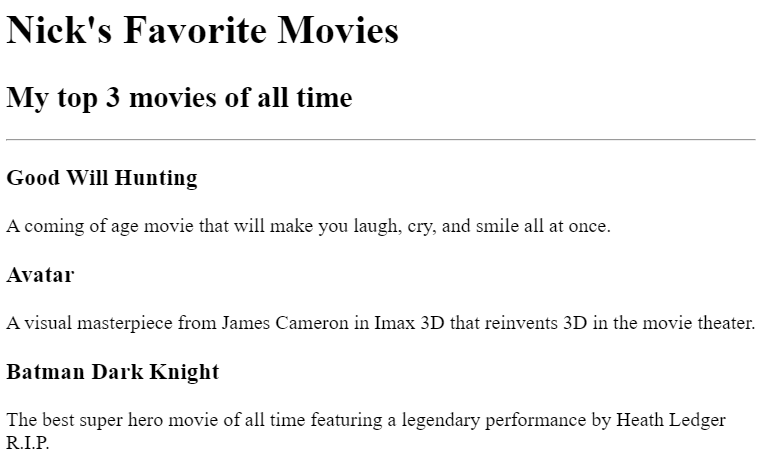 Nick's Favorite Movies
My top 3 movies of all time
Good Will Hunting
A coming of age movie that will make you laugh, cry, and smile all at once.
Avatar
A visual masterpiece from James Cameron in Imax 3D that reinvents 3D in the movie theater.
Batman Dark Knight
The best super hero movie of all time featuring a legendary performance by Heath Ledger
R.I.P.